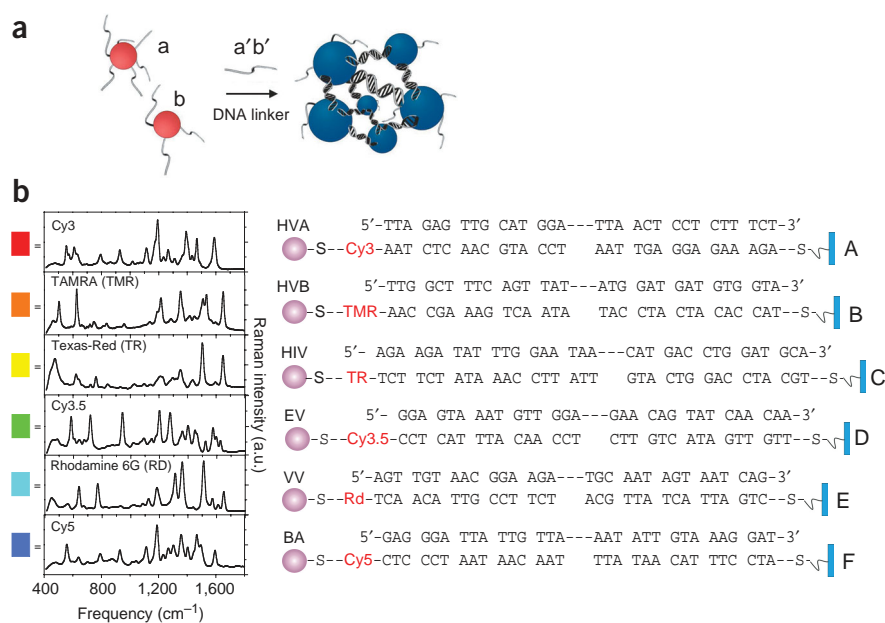 a
a a′b′
b
DNA linker
b
Cy3
=
TAMRA (TMR)
=
Texas-Red (TR)
=
Cy3.5
=
Rhodamine 6G (RD)
=
Cy5
=
400 800 1,200 1,600
Frequency (cm−1)
Raman intensity (a.u.)
HVA 5′-TTA GAG TTG CAT GGA---TTA ACT CCT CTT TCT-3′
S--Cy3-AAT CTC AAC GTA CCT AAT TGA GGA GAA AGA--S A
HVB 5′--TTG GCT TTC AGT TAT--ATG GAT GAT GTG GTA-3′
-S--TMR-AAC CGA AAG TCA ATA TAC CTA CTA CAC CAT-S B
HIV 5′- AGA AGA TAT TTG GAA TAA---CAT GAC CTG GAT GCA-3′
-S-- TR-TCT TCT ATA AAC CTT ATT GTA CTG GAC CTA CGT--S C
EV 5′- GGA GTA AAT GTT GGA---GAA CAG TAT CAA CAA-3′
-S--Cy3.5-CCT CAT TTA CAA CCT CTT GTC ATA GTT GTT--S D
VV 5′--AGT TGT AAC GGA AGA--TGC AAT AGT AAT CAG-3′
-S--Rd-TCA ACA TTG CCT TCT ACG TTA TCA TTA GTC--S E
BA 5′-GAG GGA TTA TTG TTA---AAT ATT GTA AAG GAT-3′
-S--Cy5-CTC CCT AAT AAC AAT TTA TAA CAT TTC CTA--S F